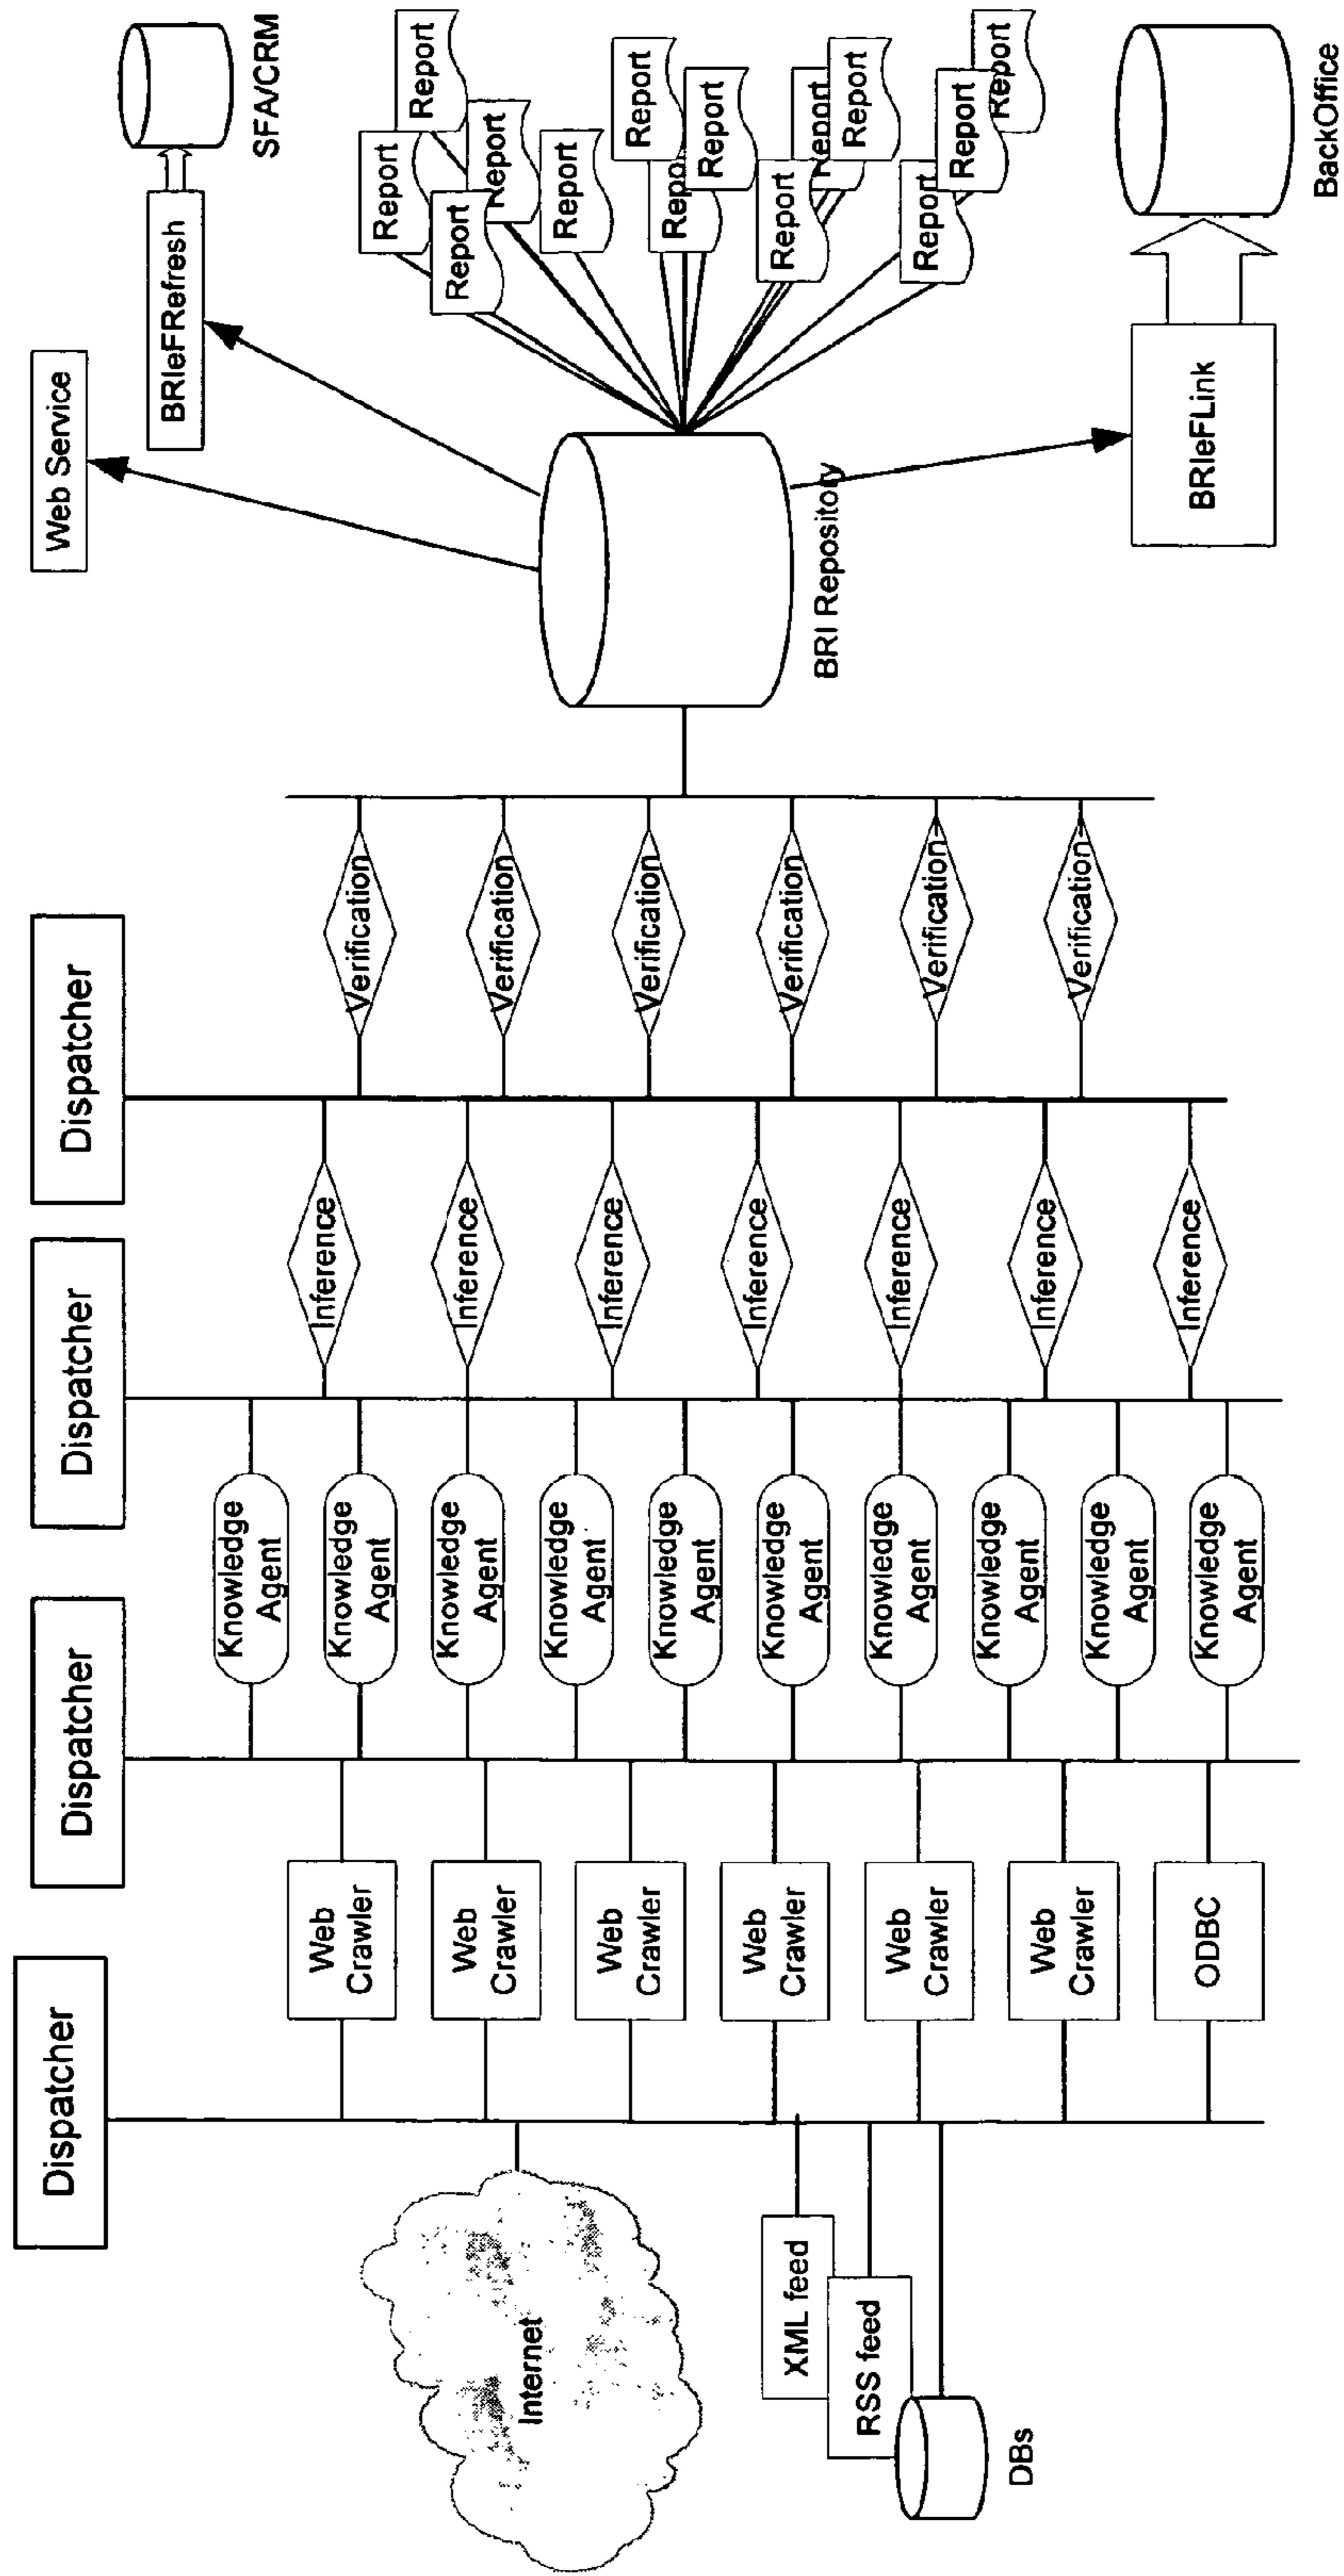 Dispatcher
Dispatcher
Dispatcher
Dispatcher
Internet
XML feed
RSS feed
DBs
Web
Crawler
Web
Crawler
Web
Crawler
Web
Crawler
Web
Crawler
Web
Crawler
ODBC
Knowledge
Agent
Knowledge
Agent
Knowledge
Agent
Knowledge
Agent
Knowledge
Agent
Knowledge
Agent
Knowledge
Agent
Knowledge
Agent
Knowledge
Agent
Knowledge
Agent
Inference
Inference
Inference
Inference
Inference
Inference
Inference
Verification
Verification
Verification
Verification
Verification
Verification
BRI Repository
Web Service
BRIeFRefresh
SFA/CRM
Report
Report
Report
Report
Report
Report
Report
Report
Report
Report
Report
Report
Report
Report
BRIeFLink
BackOffice